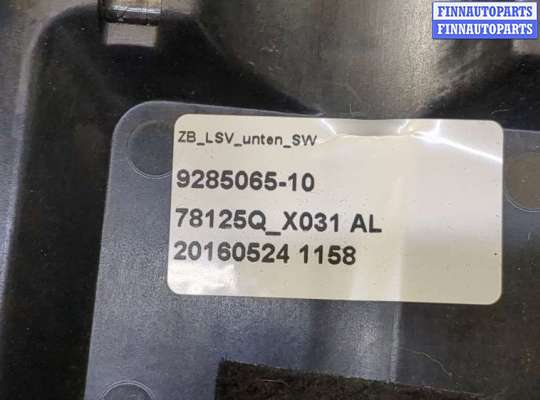 FINNAUTOPARTS
FINNAUTOPARTS
ZB_LSV_unten_SW
9285065-10
78125Q_X031 AL
20160524 1158